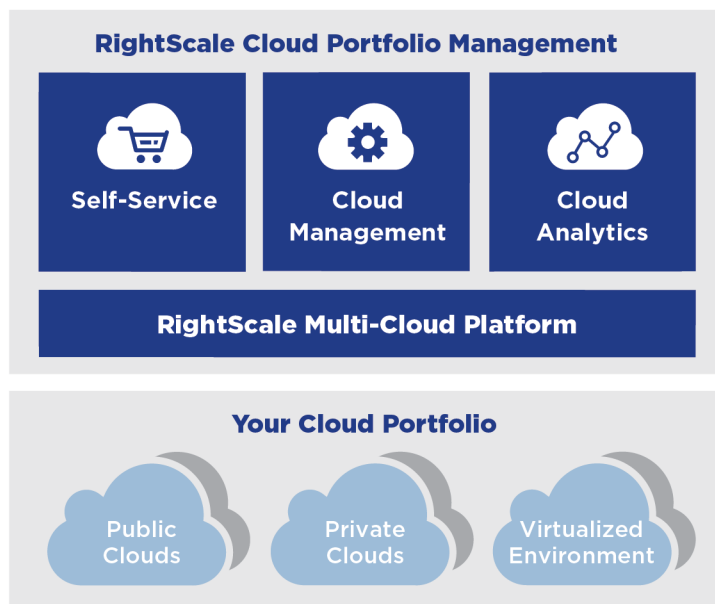 RightScale Cloud Portfolio Management
Self-Service
Cloud
Management
Cloud
Analytics
RightScale Multi-Cloud Platform
Your Cloud Portfolio
Public
Clouds
Private
Clouds
Virtualized
Environment